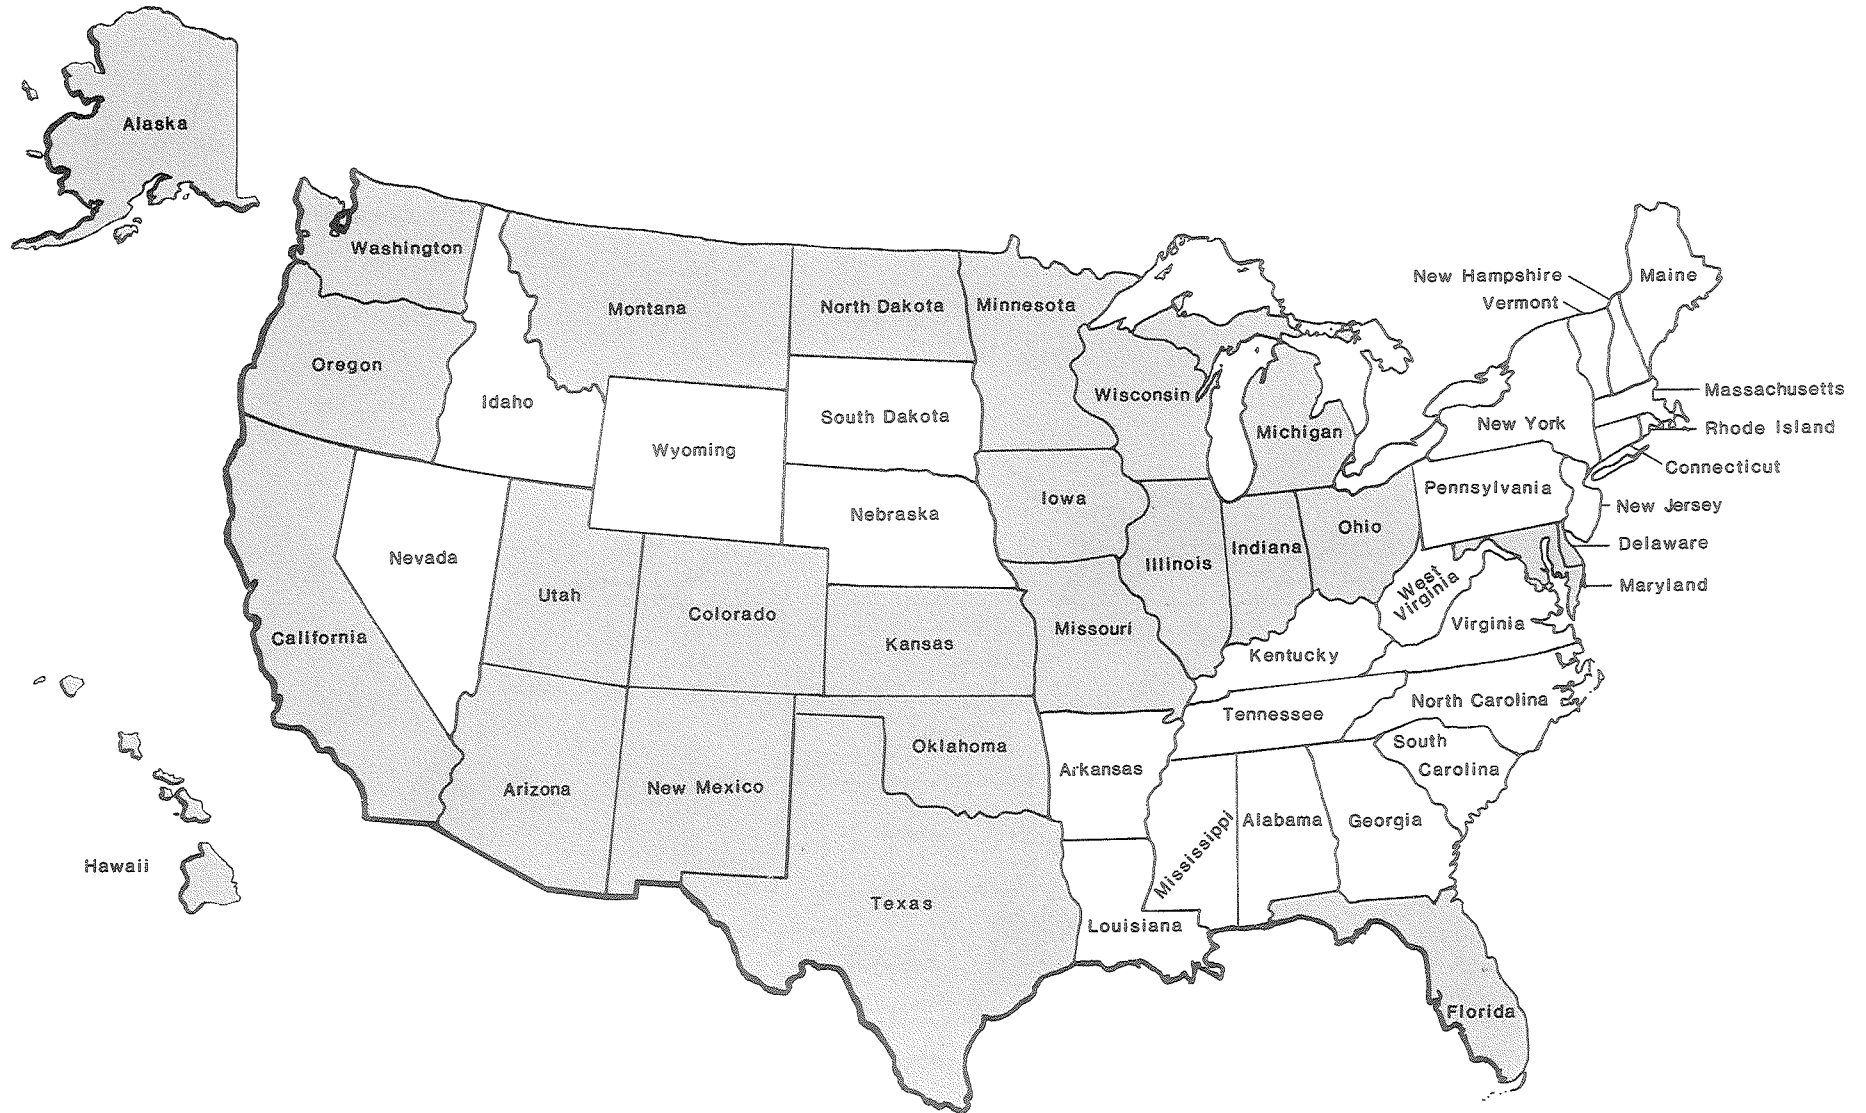 Alaska
Washington
Montana
North Dakota
Minnesota
New Hampshire
Maine
Vermont
Oregon
Idaho
Wyoming
South Dakota
Wisconsin
Michigan
New York
Massachusetts
Rhode Island
Connecticut
Iowa
Nebraska
Pennsylvania
New Jersey
Nevada
Utah
Colorado
Illinois
Indiana
Ohio
Delaware
Maryland
West
Virginia
Virginia
California
Kansas
Missouri
Kentucky
North Carolina
Tennessee
South
Carolina
Arizona
New Mexico
Oklahoma
Arkansas
Mississippi
Alabama
Georgia
Hawaii
Texas
Louisiana
Florida